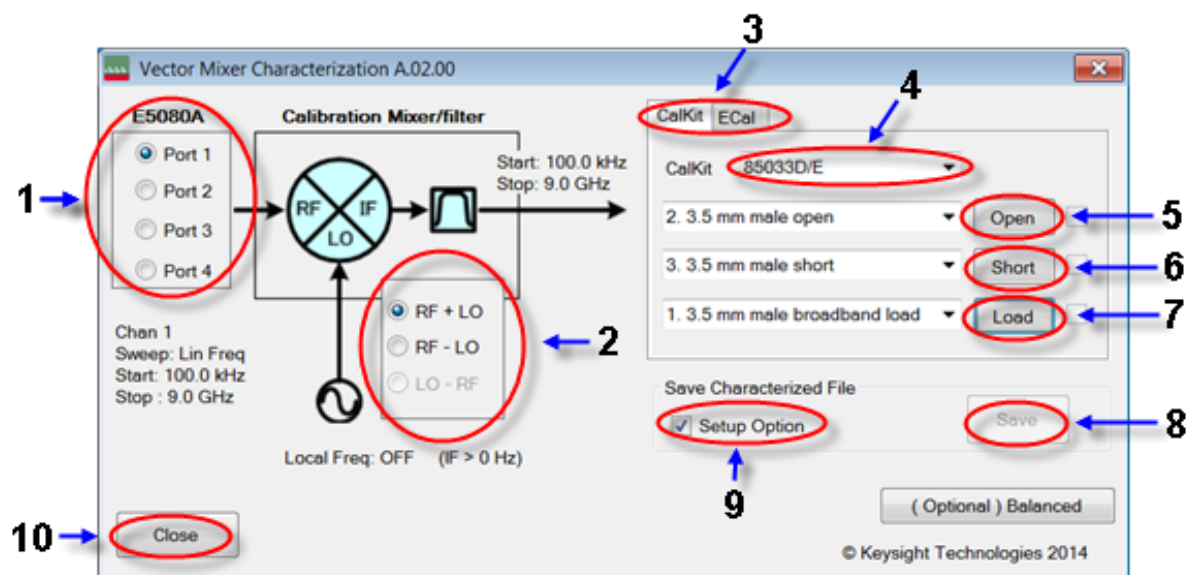 3
Vector Mixer Characterization A.02.00
4
E5080A
Calibration Mixer/filter
CalKit ECal
Port 1
Port 2
Port 3
Port 4
1
RF IF
LO
Start: 100.0 kHz
Stop: 9.0 GHz
CalKit 85033D/E
2. 3.5 mm male open Open 5
3. 3.5 mm male short Short 6
1. 3.5 mm male broadband load Load 7
RF + LO
RF - LO
LO - RF
2
Chan 1
Sweep: Lin Freq
Start: 100.0 kHz
Stop : 9.0 GHz
Local Freq: OFF (IF > 0 Hz)
Save Characterized File
Setup Option
Save 8
9
10 Close
( Optional ) Balanced
© Keysight Technologies 2014